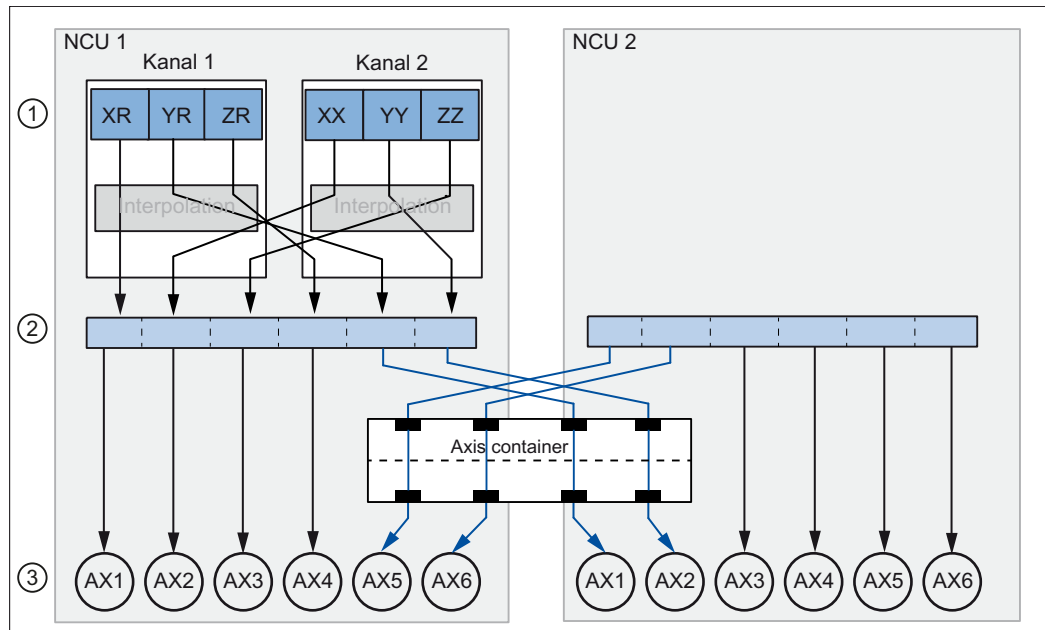 NCU 1
NCU 2
Kanal 1
Kanal 2
1
XR YR ZR
XX YY ZZ
Interpolation
Interpolation
2
Axis container
3
AX1 AX2 AX3 AX4 AX5 AX6
AX1 AX2 AX3 AX4 AX5 AX6